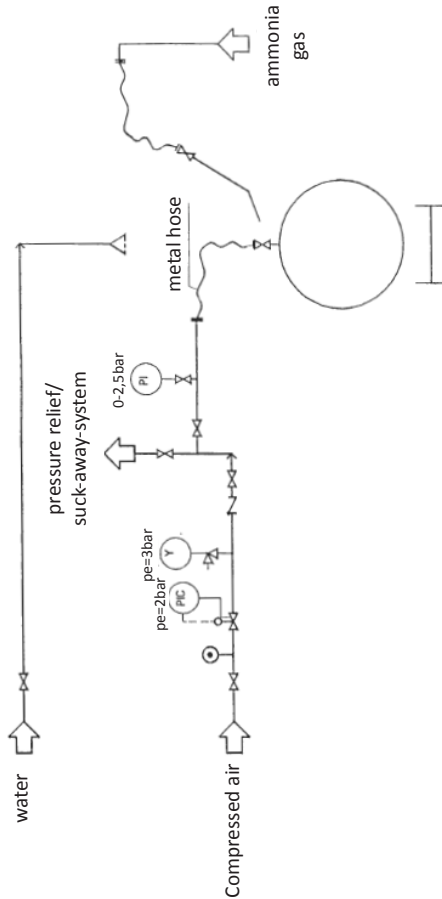 water
pressure relief/
suck-away-system
Compressed air
pe=2bar
PIC
pe=3bar
Y
0-2,5bar
PI
metal hose
ammonia
gas